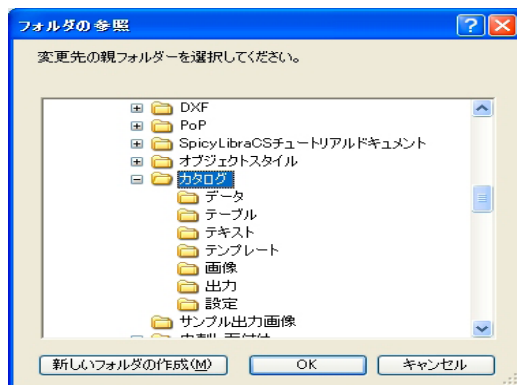 フォルダの参照
変更先の親フォルダーを選択してください。
DXF
PoP
SpicyLibraCSチュートリアルドキュメント
オブジェクトスタイル
カタログ
データ
テーブル
テキスト
テンプレート
画像
出力
設定
サンプル出力画像
新しいフォルダの作成(M)
OK
キャンセル